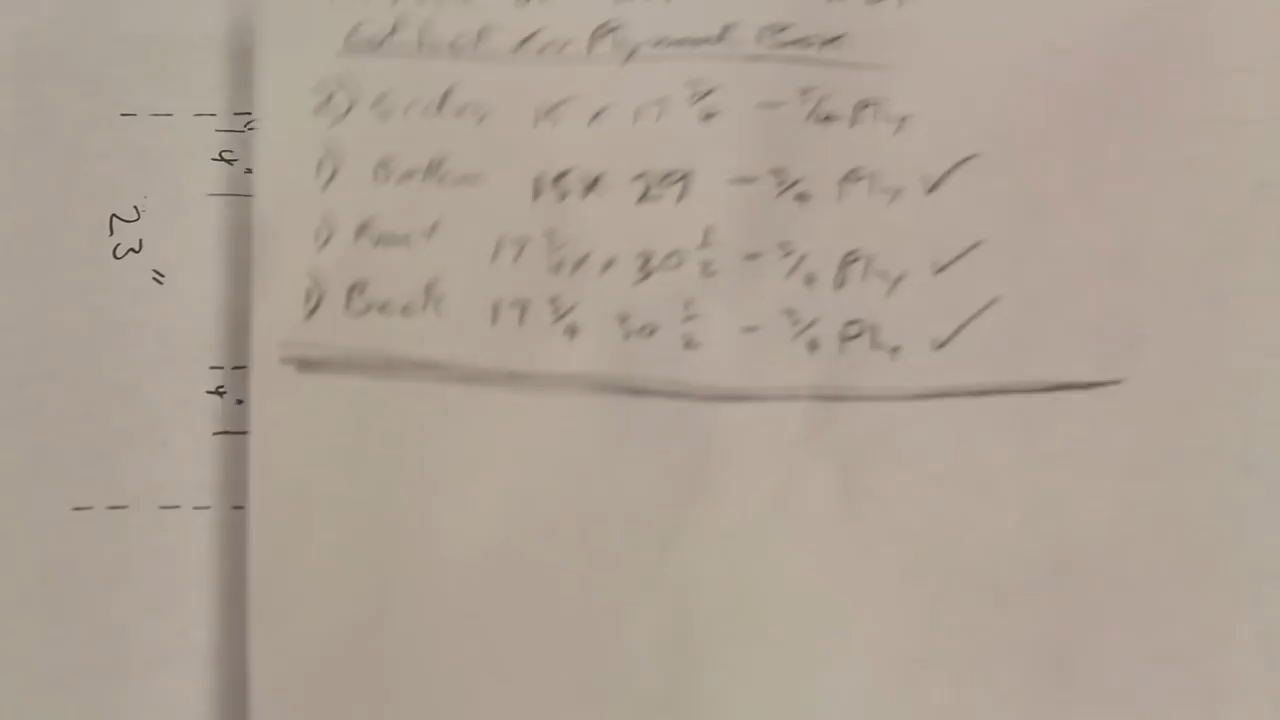 Cut List for Plywood Box
2) Sides 15 x 17 3/4 - 3/4 Ply
1) Bottom 15 x 29 - 3/4 Ply ✓
1) Front 17 3/4 x 30 1/2 - 3/4 Ply ✓
1) Back 17 3/4 30 1/2 - 3/4 Ply ✓
4"
23"
4"